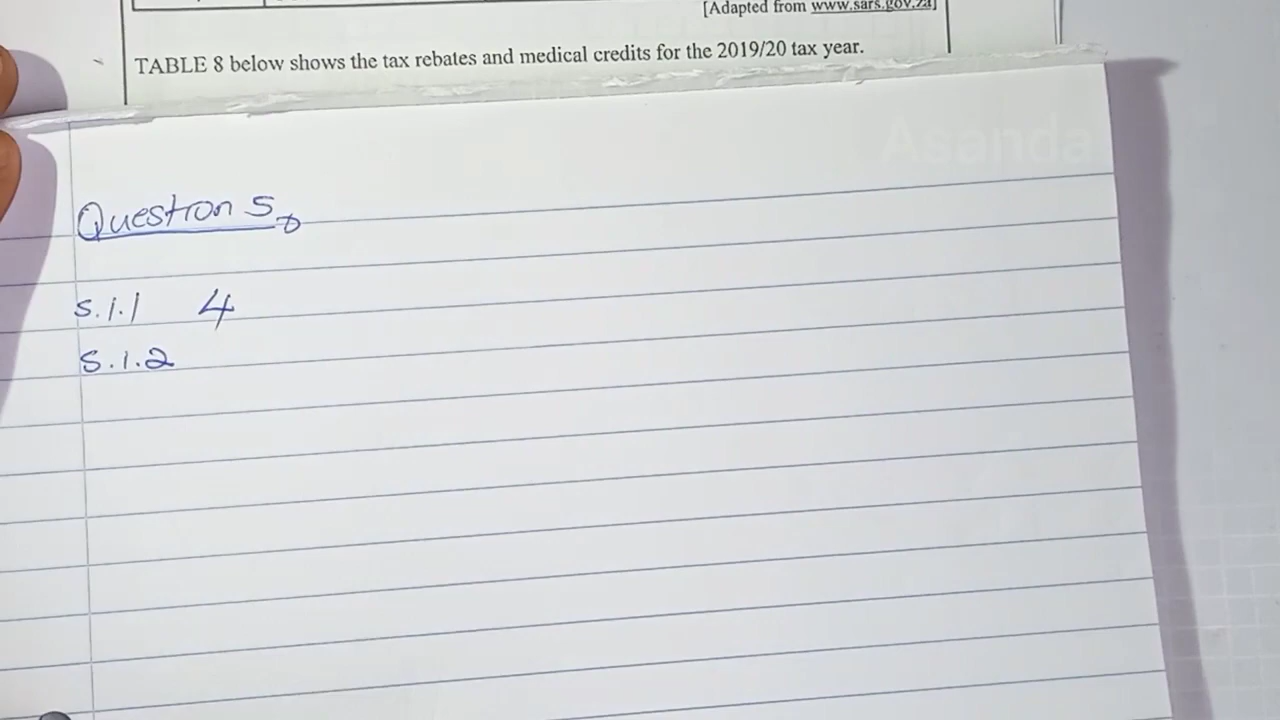 [Adapted from www.sars.gov.za]
TABLE 8 below shows the tax rebates and medical credits for the 2019/20 tax year.
Asanda
Question 5
5.1.1 4
5.1.2